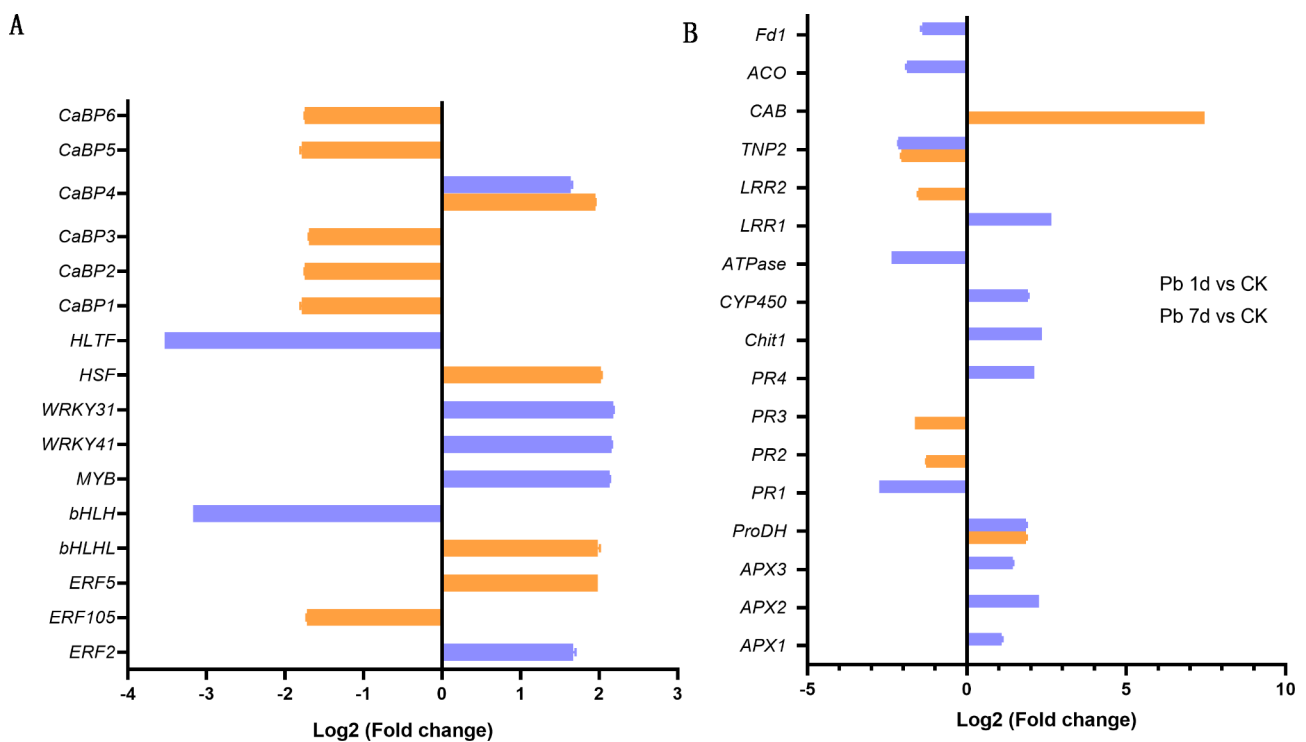 A
CaBP6
CaBP5
CaBP4
CaBP3
CaBP2
CaBP1
HLTF
HSF
WRKY31
WRKY41
MYB
bHLH
bHLHL
ERF5
ERF105
ERF2
-4 -3 -2 -1 0 1 2 3
Log2 (Fold change)
B
Fd1
ACO
CAB
TNP2
LRR2
LRR1
ATPase
CYP450
Chit1
PR4
PR3
PR2
PR1
ProDH
APX3
APX2
APX1
Pb 1d vs CK
Pb 7d vs CK
-5 0 5 10
Log2 (Fold change)